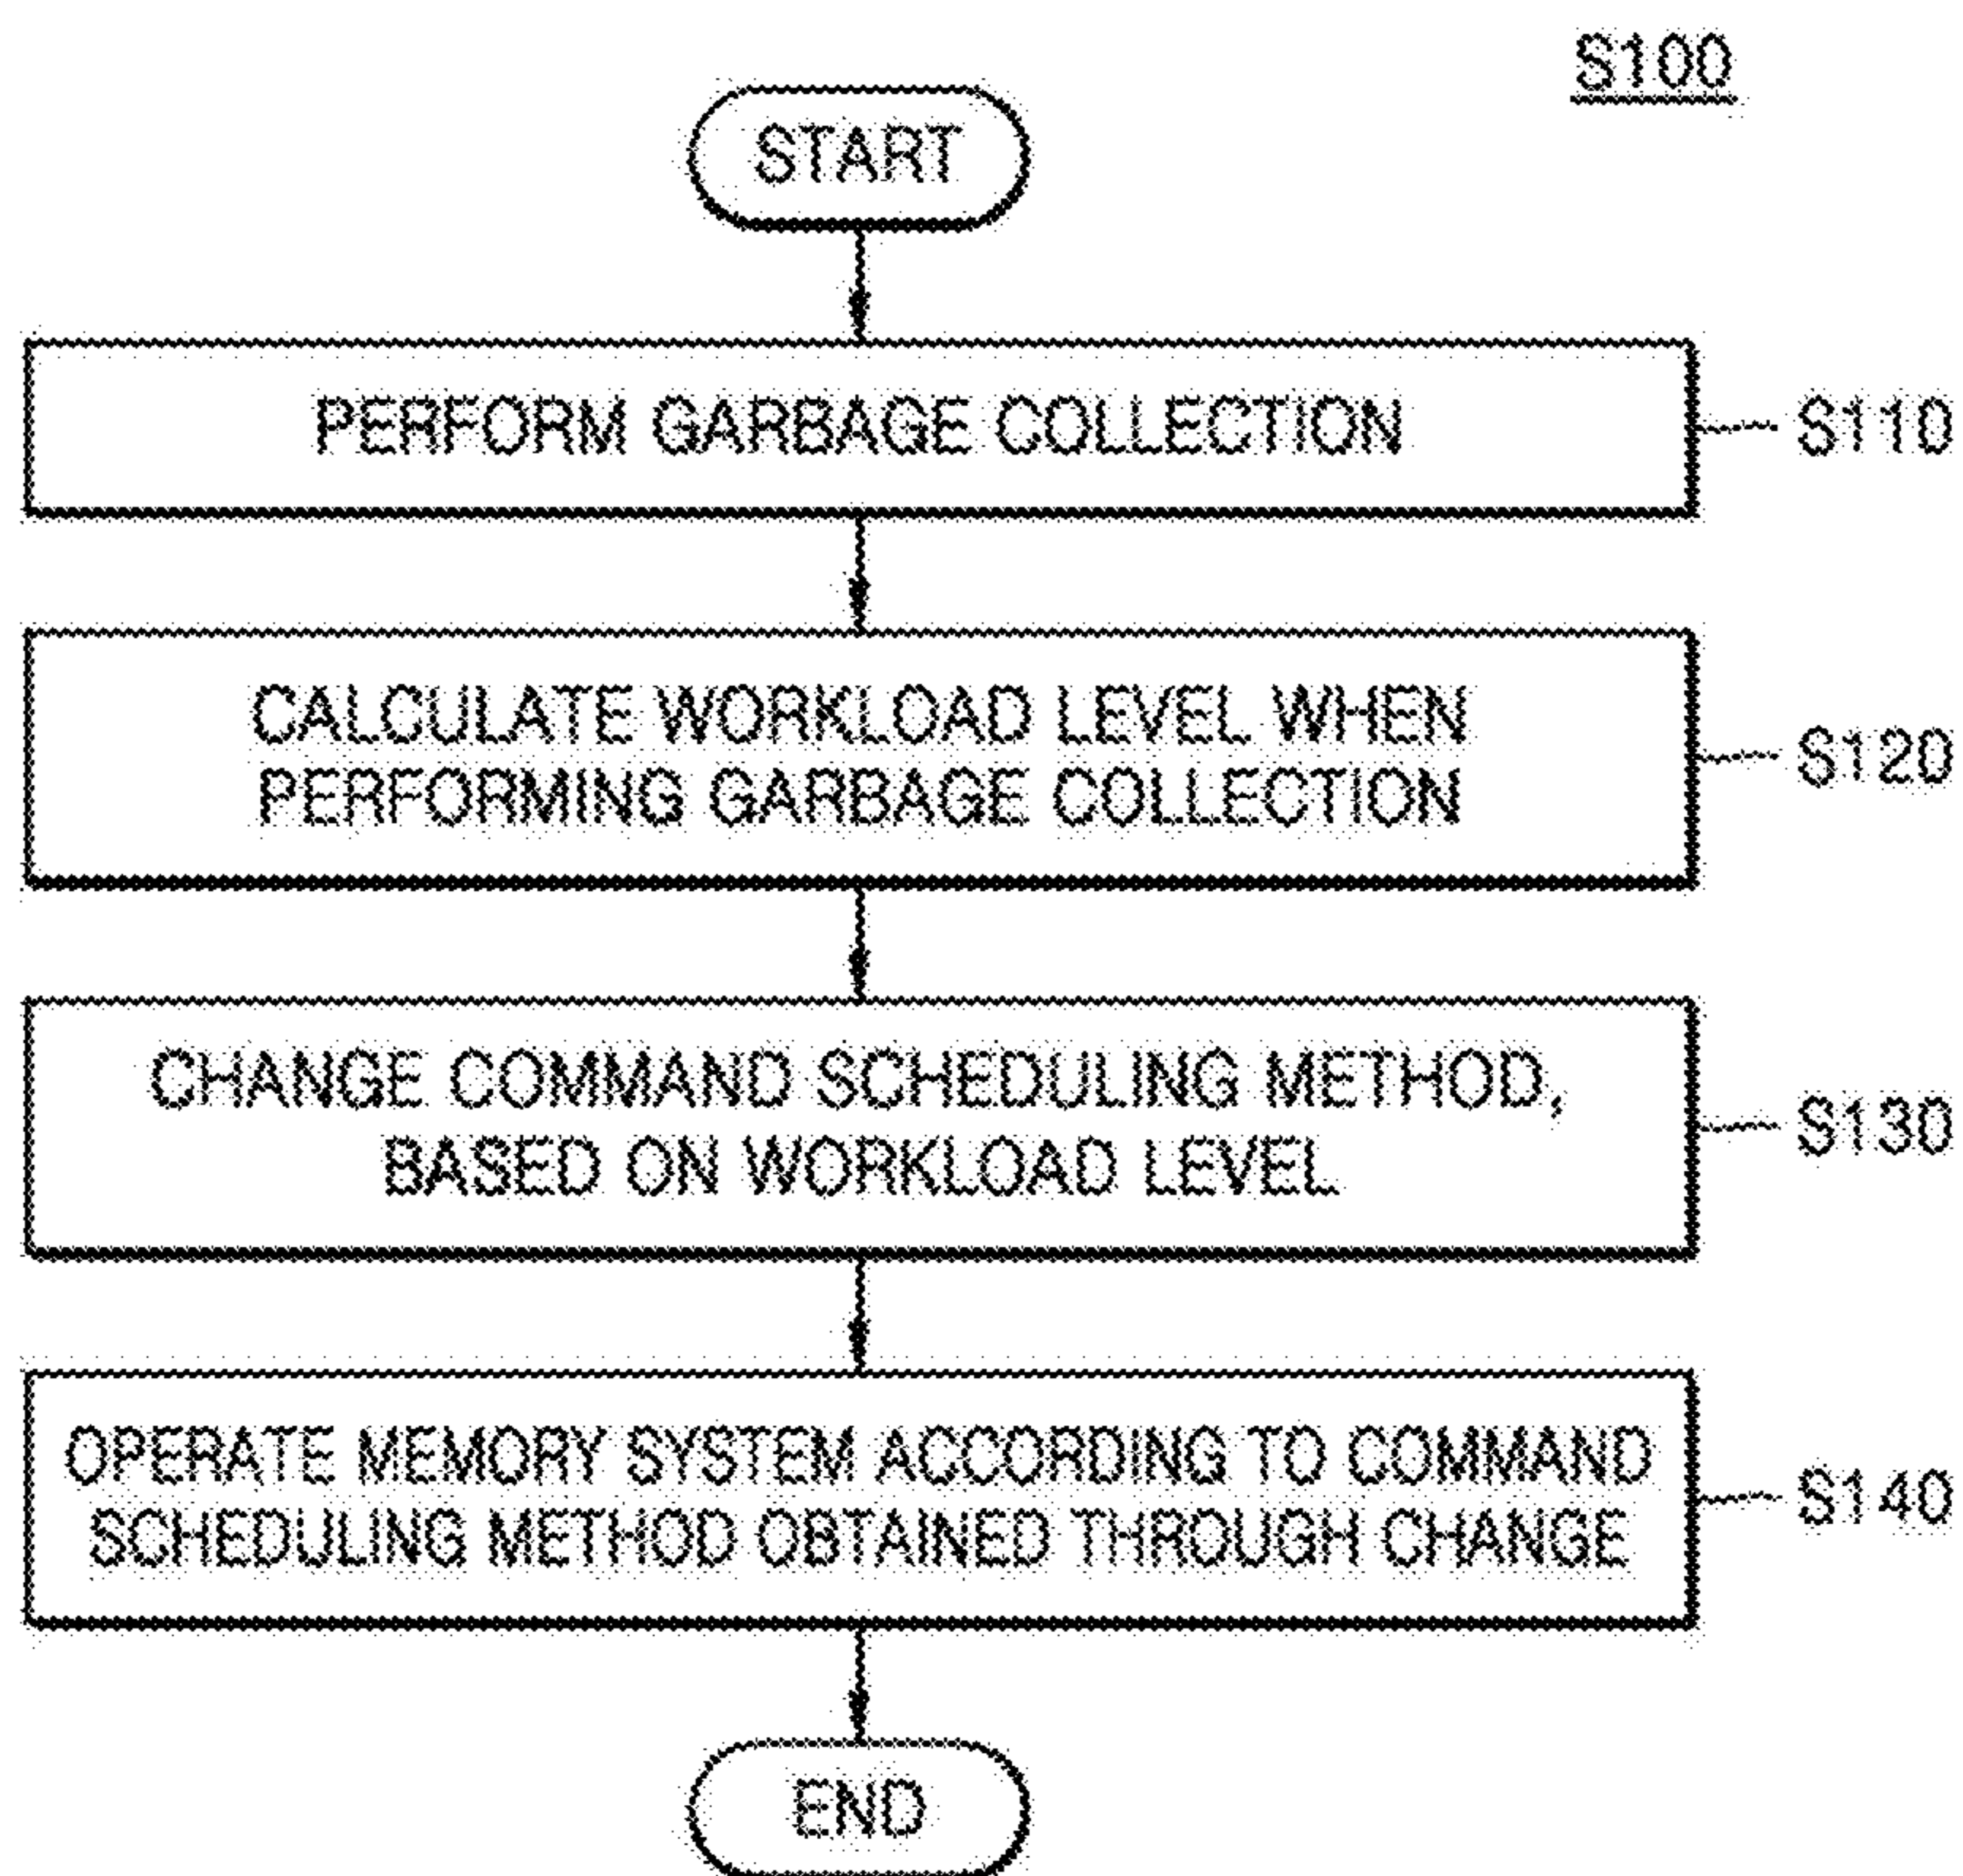 S100
START
PERFORM GARBAGE COLLECTION
S110
CALCULATE WORKLOAD LEVEL WHEN
PERFORMING GARBAGE COLLECTION
S120
CHANGE COMMAND SCHEDULING METHOD,
BASED ON WORKLOAD LEVEL
S130
OPERATE MEMORY SYSTEM ACCORDING TO COMMAND
SCHEDULING METHOD OBTAINED THROUGH CHANGE
S140
END